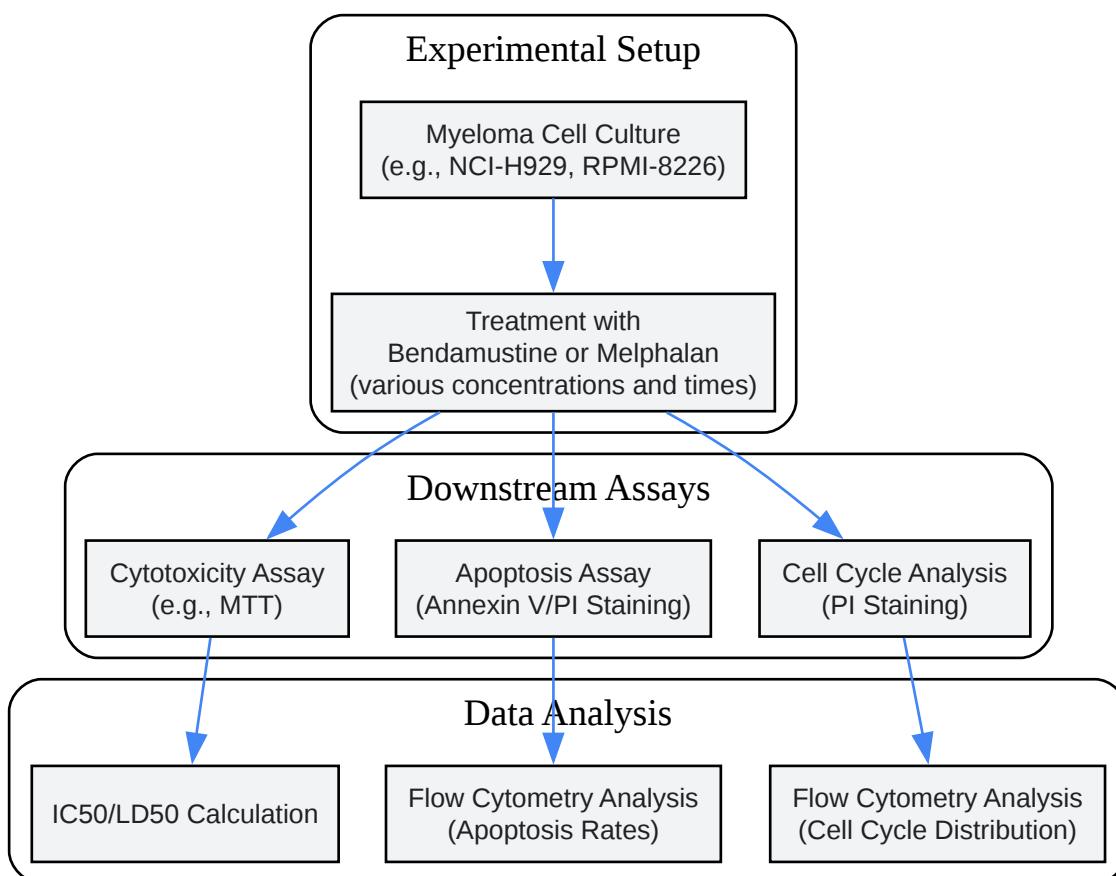 Experimental Setup
Myeloma Cell Culture
(e.g., NCI-H929, RPMI-8226)
Treatment with
Bendamustine or Melphalan
(various concentrations and times)
Downstream Assays
Cytotoxicity Assay
(e.g., MTT)
Apoptosis Assay
(Annexin V/PI Staining)
Cell Cycle Analysis
(PI Staining)
Data Analysis
IC50/LD50 Calculation
Flow Cytometry Analysis
(Apoptosis Rates)
Flow Cytometry Analysis
(Cell Cycle Distribution)